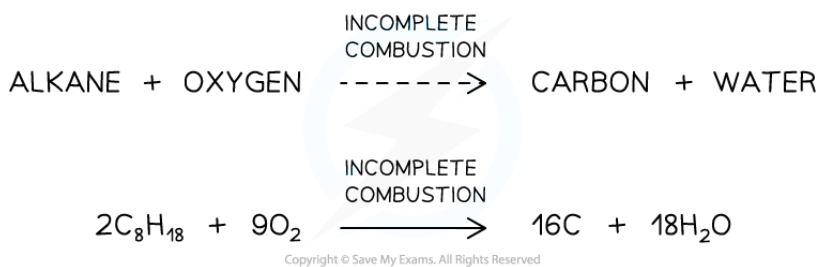 INCOMPLETE
COMBUSTION
ALKANE + OXYGEN ⇢ CARBON + WATER
INCOMPLETE
COMBUSTION
2C₈H₁₈ + 9O₂ → 16C + 18H₂O
Copyright © Save My Exams. All Rights Reserved